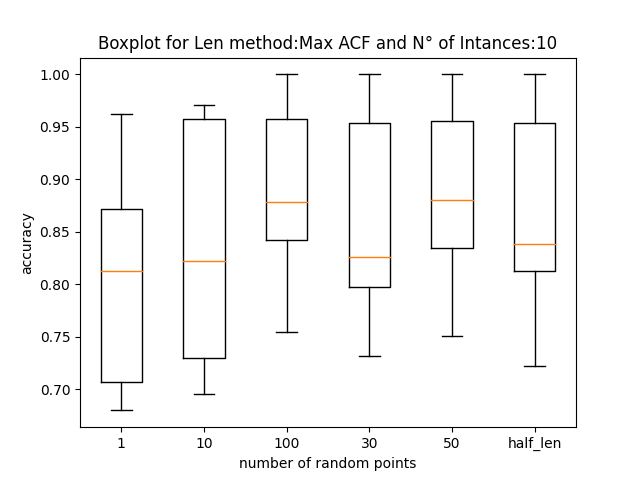 Boxplot for Len method:Max ACF and N° of Intances:10
1.00
0.95
0.90
0.85
0.80
0.75
0.70
accuracy
1 10 100 30 50 half_len
number of random points